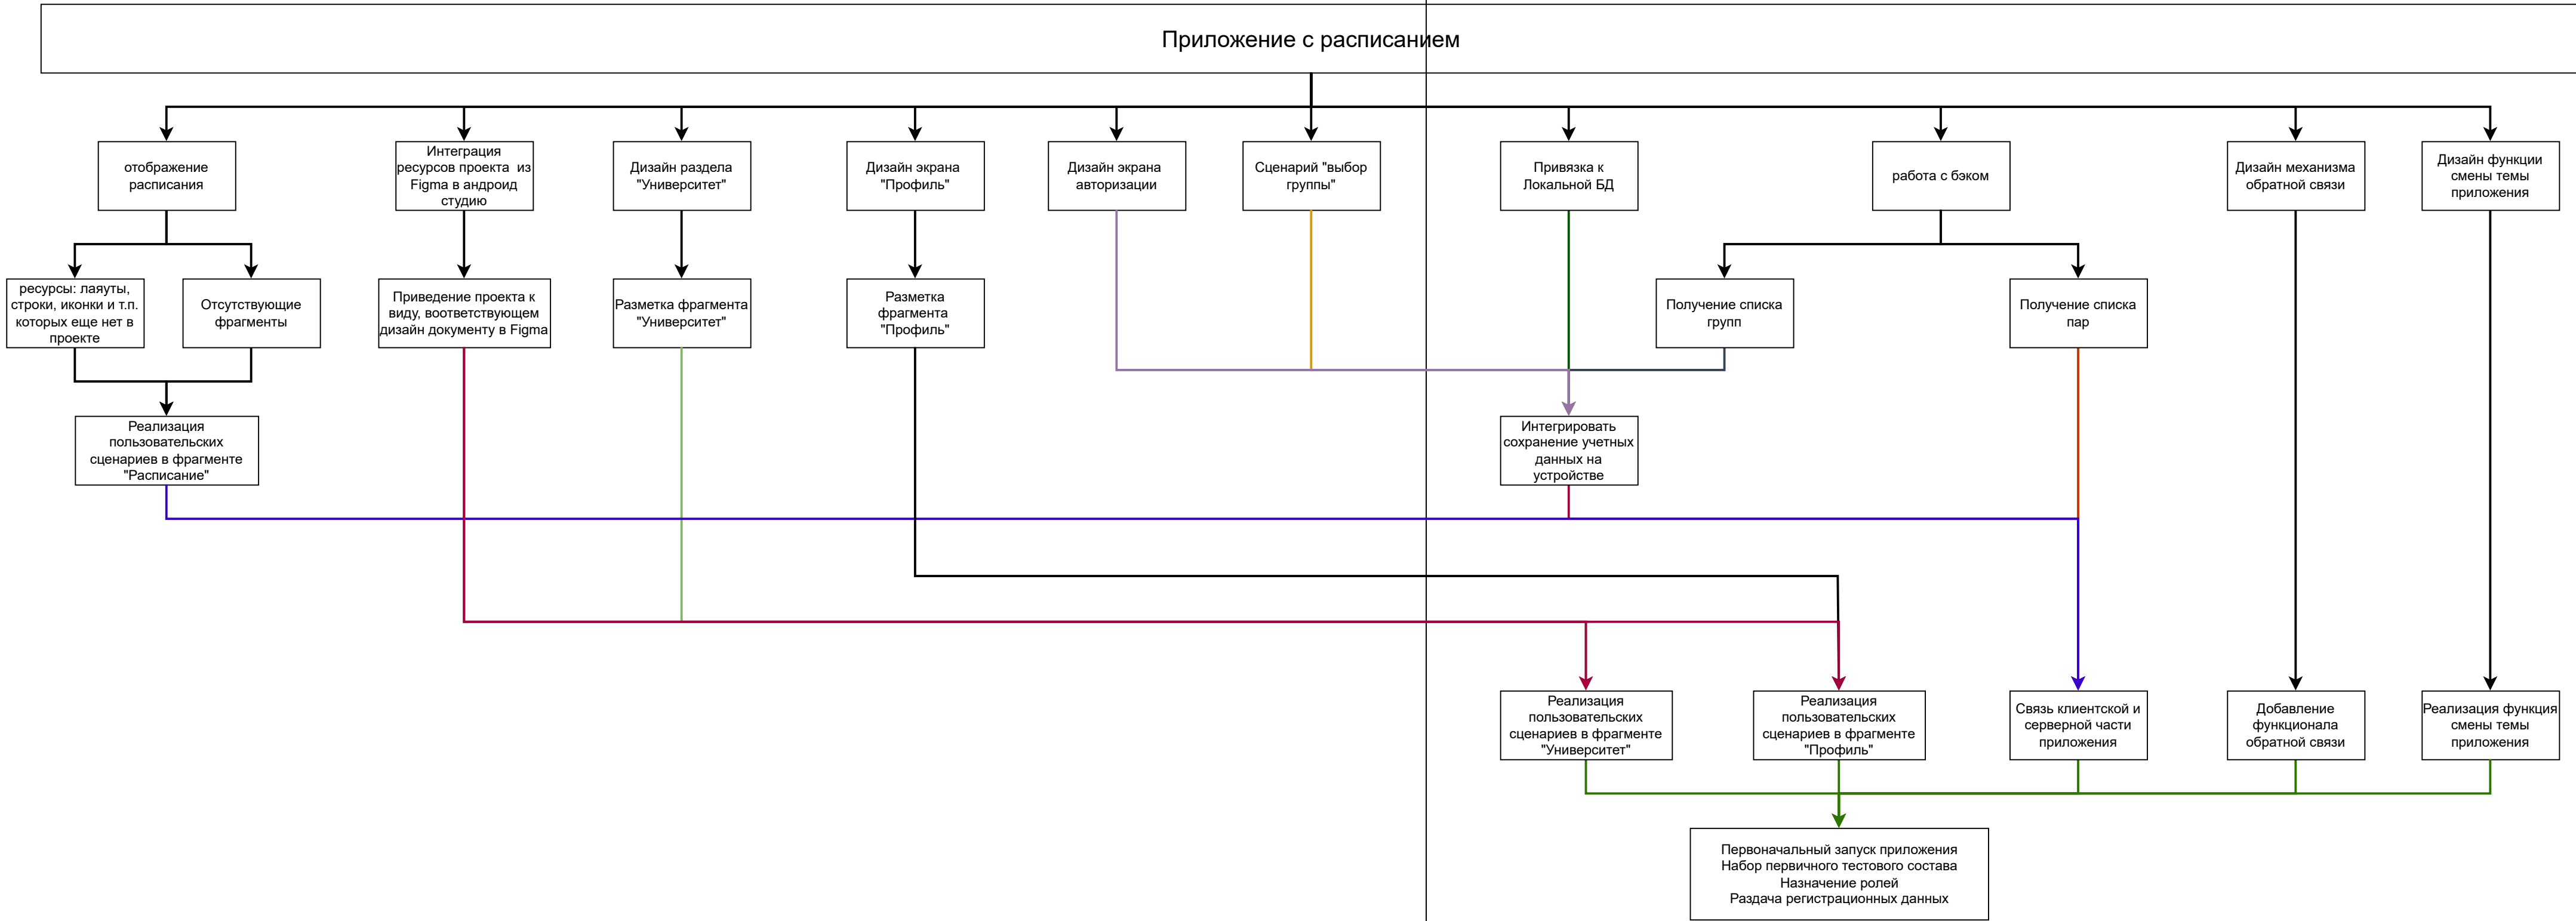 Приложение с расписанием
отображение
расписания
Интеграция
ресурсов проекта из
Figma в андроид
студию
Дизайн раздела
"Университет"
Дизайн экрана
"Профиль"
Дизайн экрана
авторизации
Сценарий "выбор
группы"
Привязка к
Локальной БД
работа с бэком
Дизайн механизма
обратной связи
Дизайн функции
смены темы
приложения
ресурсы: лаяуты,
строки, иконки и т.п.
которых еще нет в
проекте
Отсутствующие
фрагменты
Приведение проекта к
виду, воответствующем
дизайн документу в Figma
Разметка фрагмента
"Университет"
Разметка
фрагмента
"Профиль"
Получение списка
групп
Получение списка
пар
Реализация
пользовательских
сценариев в фрагменте
"Расписание"
Интегрировать
сохранение учетных
данных на
устройстве
Реализация
пользовательских
сценариев в фрагменте
"Университет"
Реализация
пользовательских
сценариев в фрагменте
"Профиль"
Связь клиентской и
серверной части
приложения
Добавление
функционала
обратной связи
Реализация функция
смены темы
приложения
Первоначальный запуск приложения
Набор первичного тестового состава
Назначение ролей
Раздача регистрационных данных